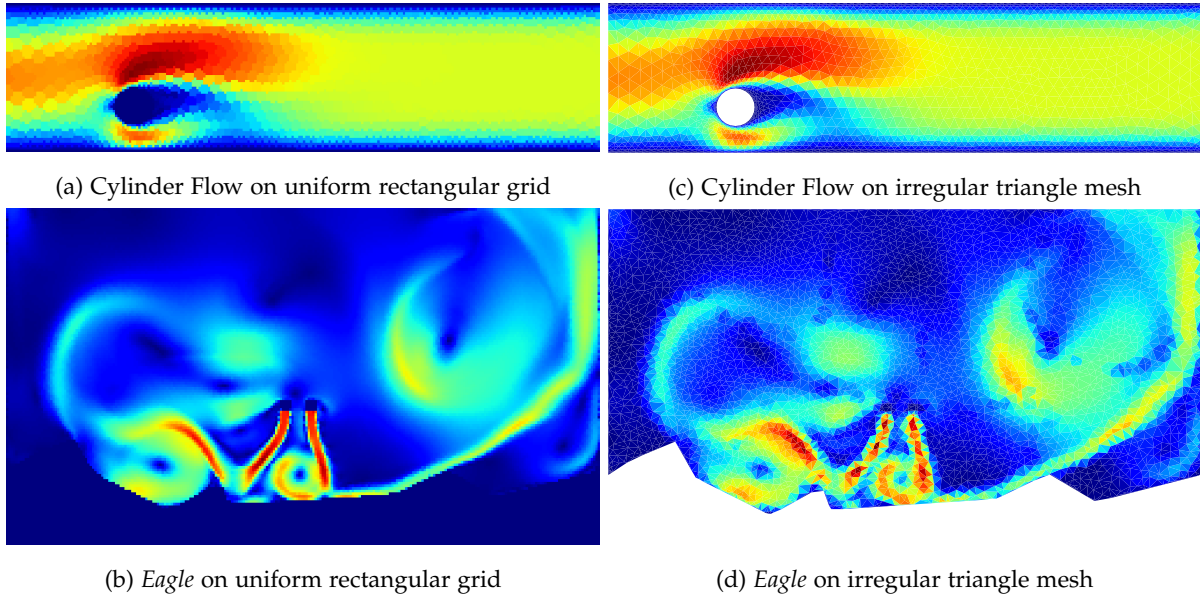 (a) Cylinder Flow on uniform rectangular grid
(c) Cylinder Flow on irregular triangle mesh
(b) Eagle on uniform rectangular grid
(d) Eagle on irregular triangle mesh